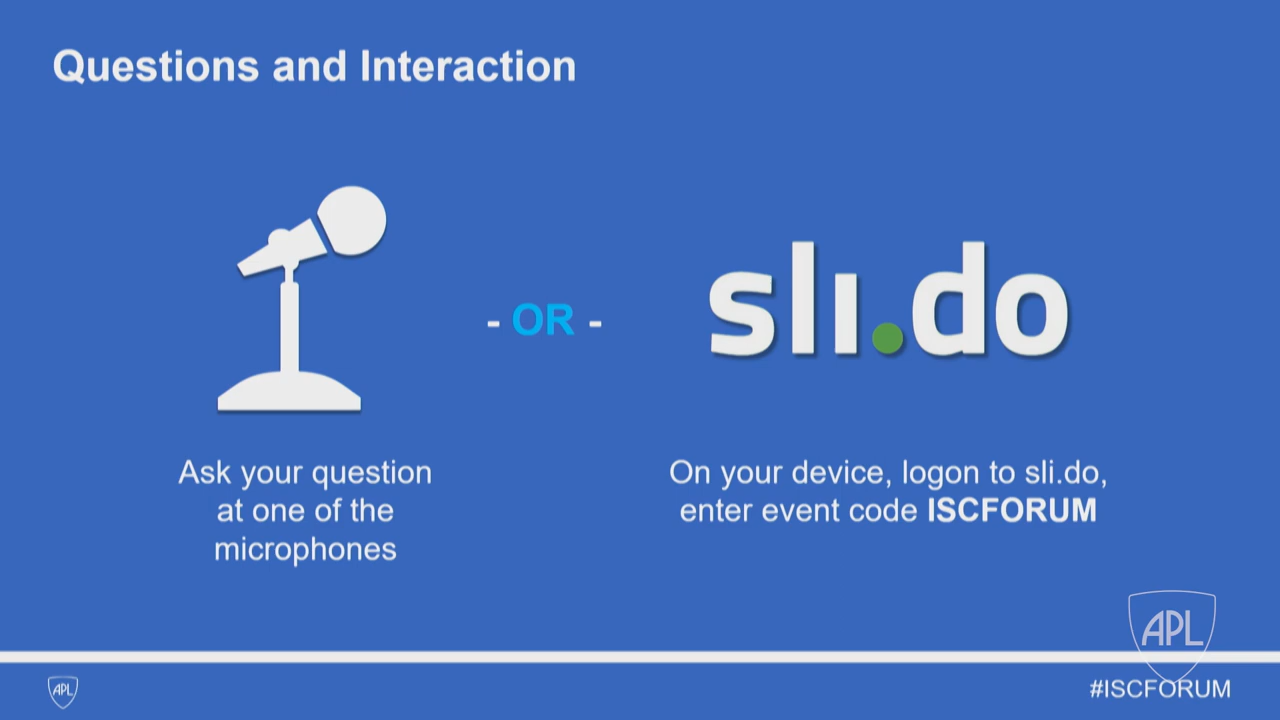 Questions and Interaction
- OR -
sli.do
Ask your question
at one of the
microphones
On your device, logon to sli.do,
enter event code ISCFORUM
APL
APL
#ISCFORUM